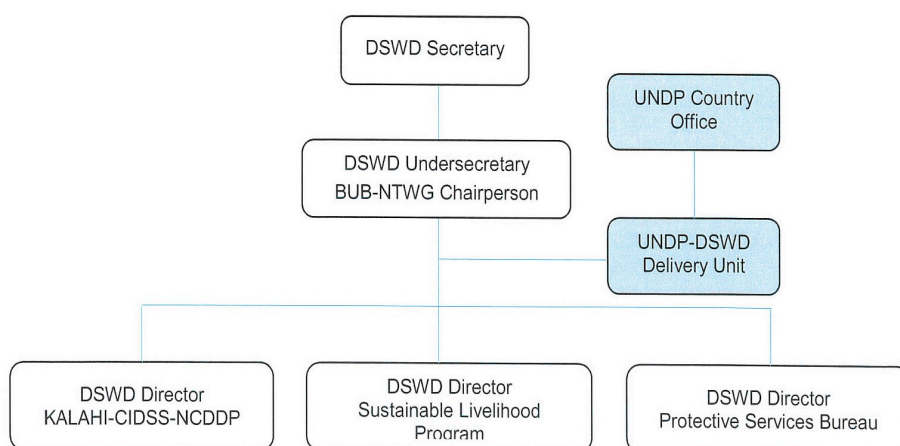 DSWD Secretary
UNDP Country
Office
DSWD Undersecretary
BUB-NTWG Chairperson
UNDP-DSWD
Delivery Unit
DSWD Director
KALAHI-CIDSS-NCDDP
DSWD Director
Sustainable Livelihood
Program
DSWD Director
Protective Services Bureau